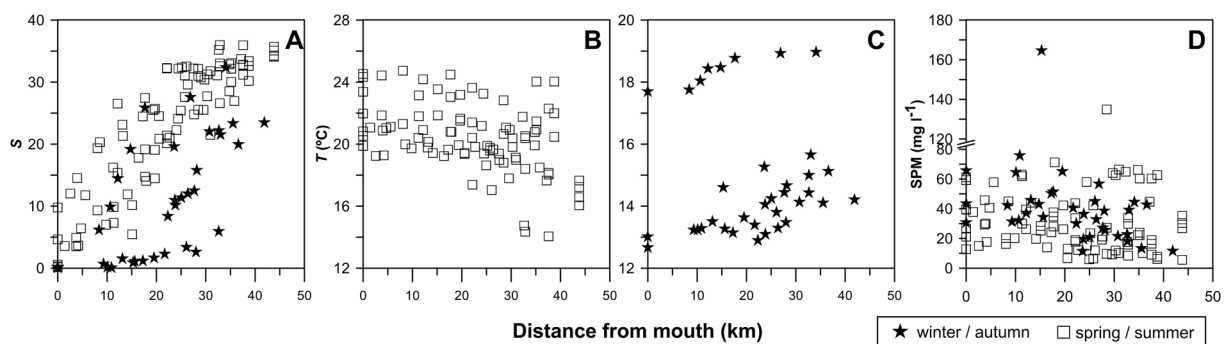 40
30
20
10
0
S
A
0 10 20 30 40 50
28
24
20
16
12
T (ºC)
B
0 10 20 30 40 50
20
18
16
14
12
C
0 10 20 30 40 50
180
160
140
160
80
60
40
20
0
SPM (mg l⁻¹)
D
0 10 20 30 40 50
Distance from mouth (km)
★ winter / autumn □ spring / summer